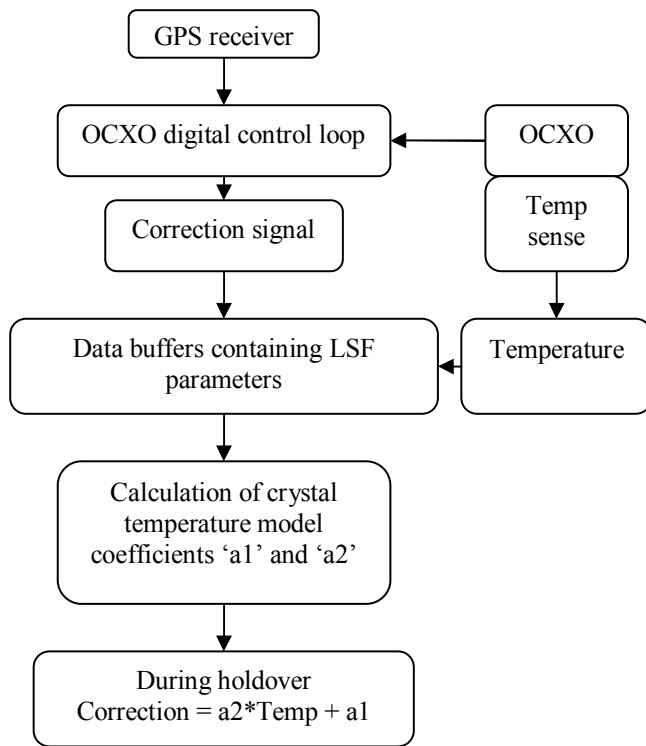 GPS receiver
OCXO digital control loop
OCXO
Correction signal
Temp
sense
Data buffers containing LSF
parameters
Temperature
Calculation of crystal
temperature model
coefficients ‘a1’ and ‘a2’
During holdover
Correction = a2*Temp + a1